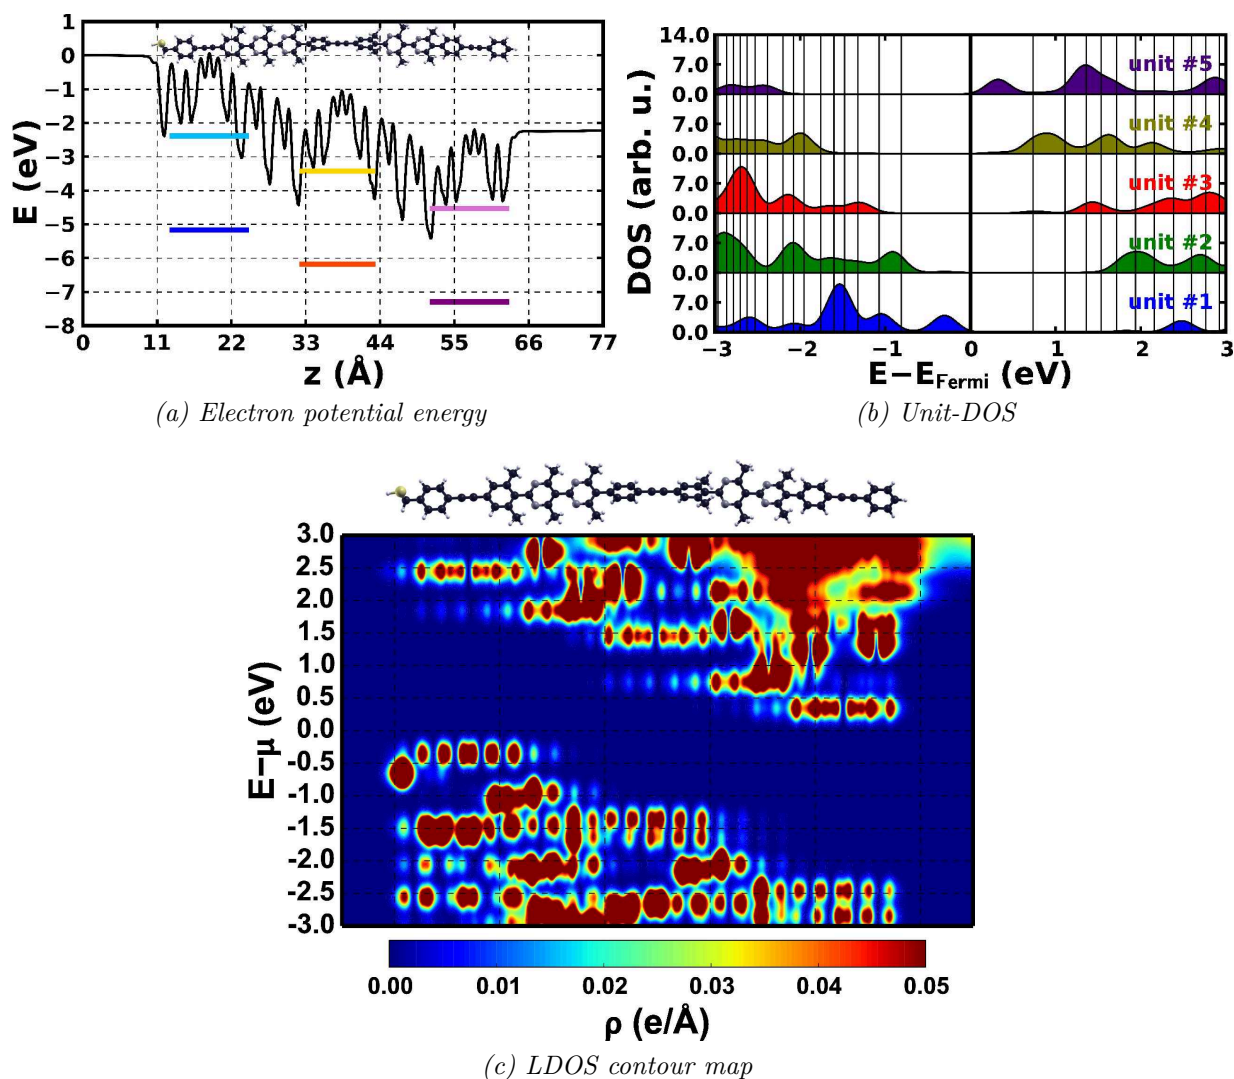 1
0
−1
−2
−3
−4
−5
−6
−7
−8
E (eV)
0 11 22 33 44 55 66 77
z (Å)
(a) Electron potential energy
14.0
7.0
0.0
7.0
0.0
7.0
0.0
7.0
0.0
7.0
0.0
DOS (arb. u.)
unit #5
unit #4
unit #3
unit #2
unit #1
−3 −2 −1 0 1 2 3
E−E_Fermi (eV)
(b) Unit-DOS
3.0
2.5
2.0
1.5
1.0
0.5
0.0
-0.5
-1.0
-1.5
-2.0
-2.5
-3.0
E−μ (eV)
0.00 0.01 0.02 0.03 0.04 0.05
ρ (e/Å)
(c) LDOS contour map